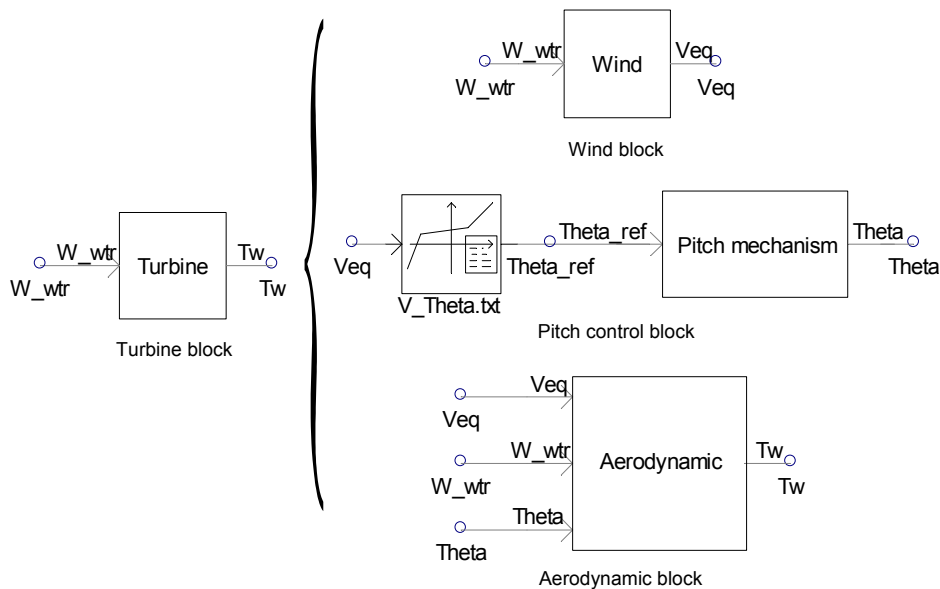 W_wtr
W_wtr
Turbine
Tw
Tw
Turbine block
W_wtr
W_wtr
Wind
Veq
Veq
Wind block
Veq
V_Theta.txt
Theta_ref
Theta_ref
Pitch mechanism
Theta
Theta
Pitch control block
Veq
Veq
W_wtr
W_wtr
Theta
Theta
Aerodynamic
Tw
Tw
Aerodynamic block